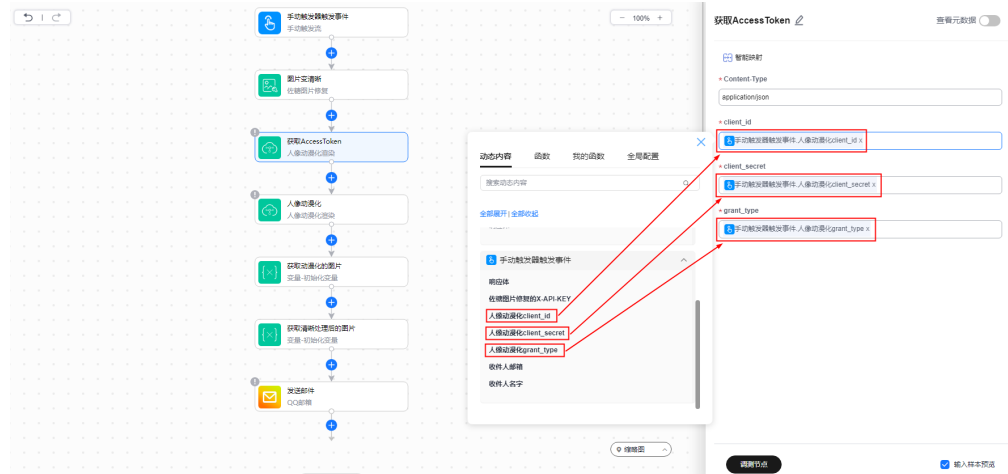 手动触发器触发事件
手动触发流
图片变清晰
佐糖图片修复
获取AccessToken
人像动漫化渲染
人像动漫化
人像动漫化渲染
获取动漫化的图片
变量-初始化变量
获取清晰处理后的图片
变量-初始化变量
发送邮件
QQ邮箱
− 100% +
缩略图
动态内容 函数 我的函数 全局配置
搜索动态内容
全部展开|全部收起
手动触发器触发事件
响应体
佐糖图片修复的X-API-KEY
人像动漫化client_id
人像动漫化client_secret
人像动漫化grant_type
收件人邮箱
收件人名字
获取AccessToken
查看元数据
智能映射
* Content-Type
application/json
* client_id
手动触发器触发事件.人像动漫化client_id x
* client_secret
手动触发器触发事件.人像动漫化client_secret x
* grant_type
手动触发器触发事件.人像动漫化grant_type x
调测节点
输入样本预览